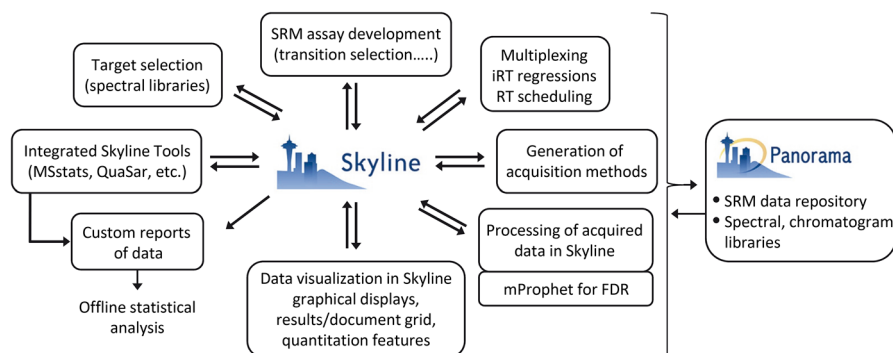 SRM assay development
(transition selection.....)
Target selection
(spectral libraries)
Multiplexing
iRT regressions
RT scheduling
Integrated Skyline Tools
(MSstats, QuaSar, etc.)
Skyline
Generation of
acquisition methods
Panorama
• SRM data repository
• Spectral, chromatogram
libraries
Custom reports
of data
Processing of acquired
data in Skyline
mProphet for FDR
Data visualization in Skyline
graphical displays,
results/document grid,
quantitation features
Offline statistical
analysis